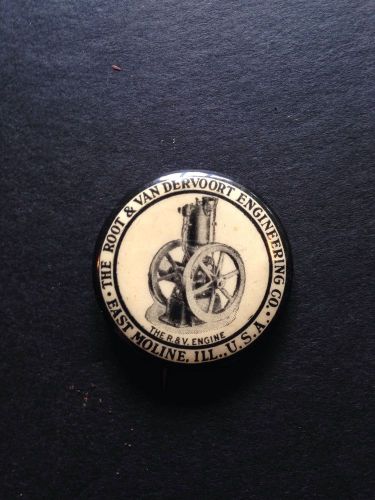 · THE ROOT & VAN DERVOORT ENGINEERING CO. ·
EAST MOLINE, ILL., U.S.A.
THE R.& V. ENGINE